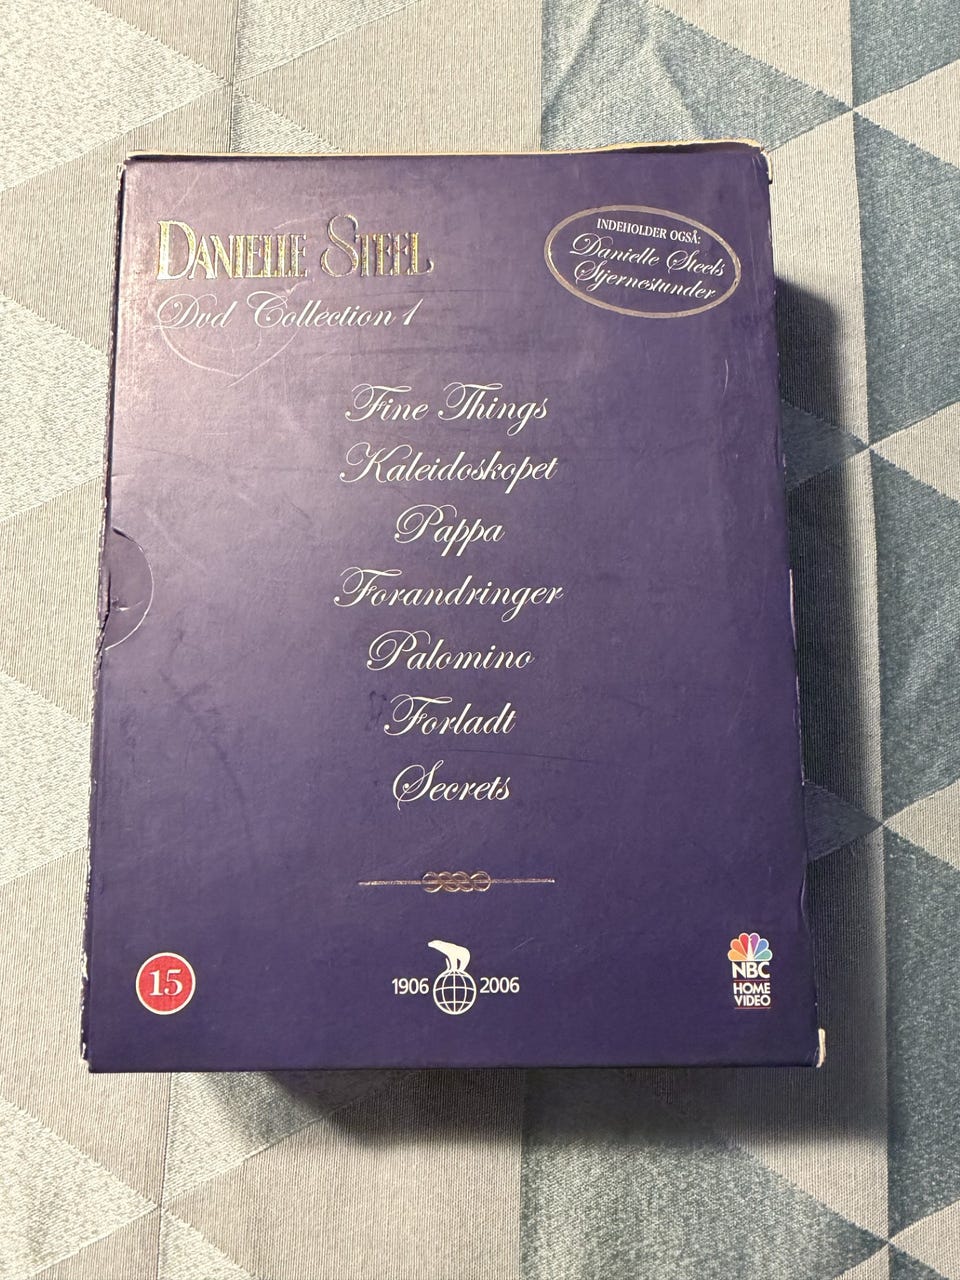 DANIELLE STEEL
Dvd Collection 1
INDEHOLDER OGSÅ:
Danielle Steels
Stjernestunder
Fine Things
Kaleidoskopet
Pappa
Forandringer
Palomino
Forladt
Secrets
15
1906 2006
NBC
HOME
VIDEO